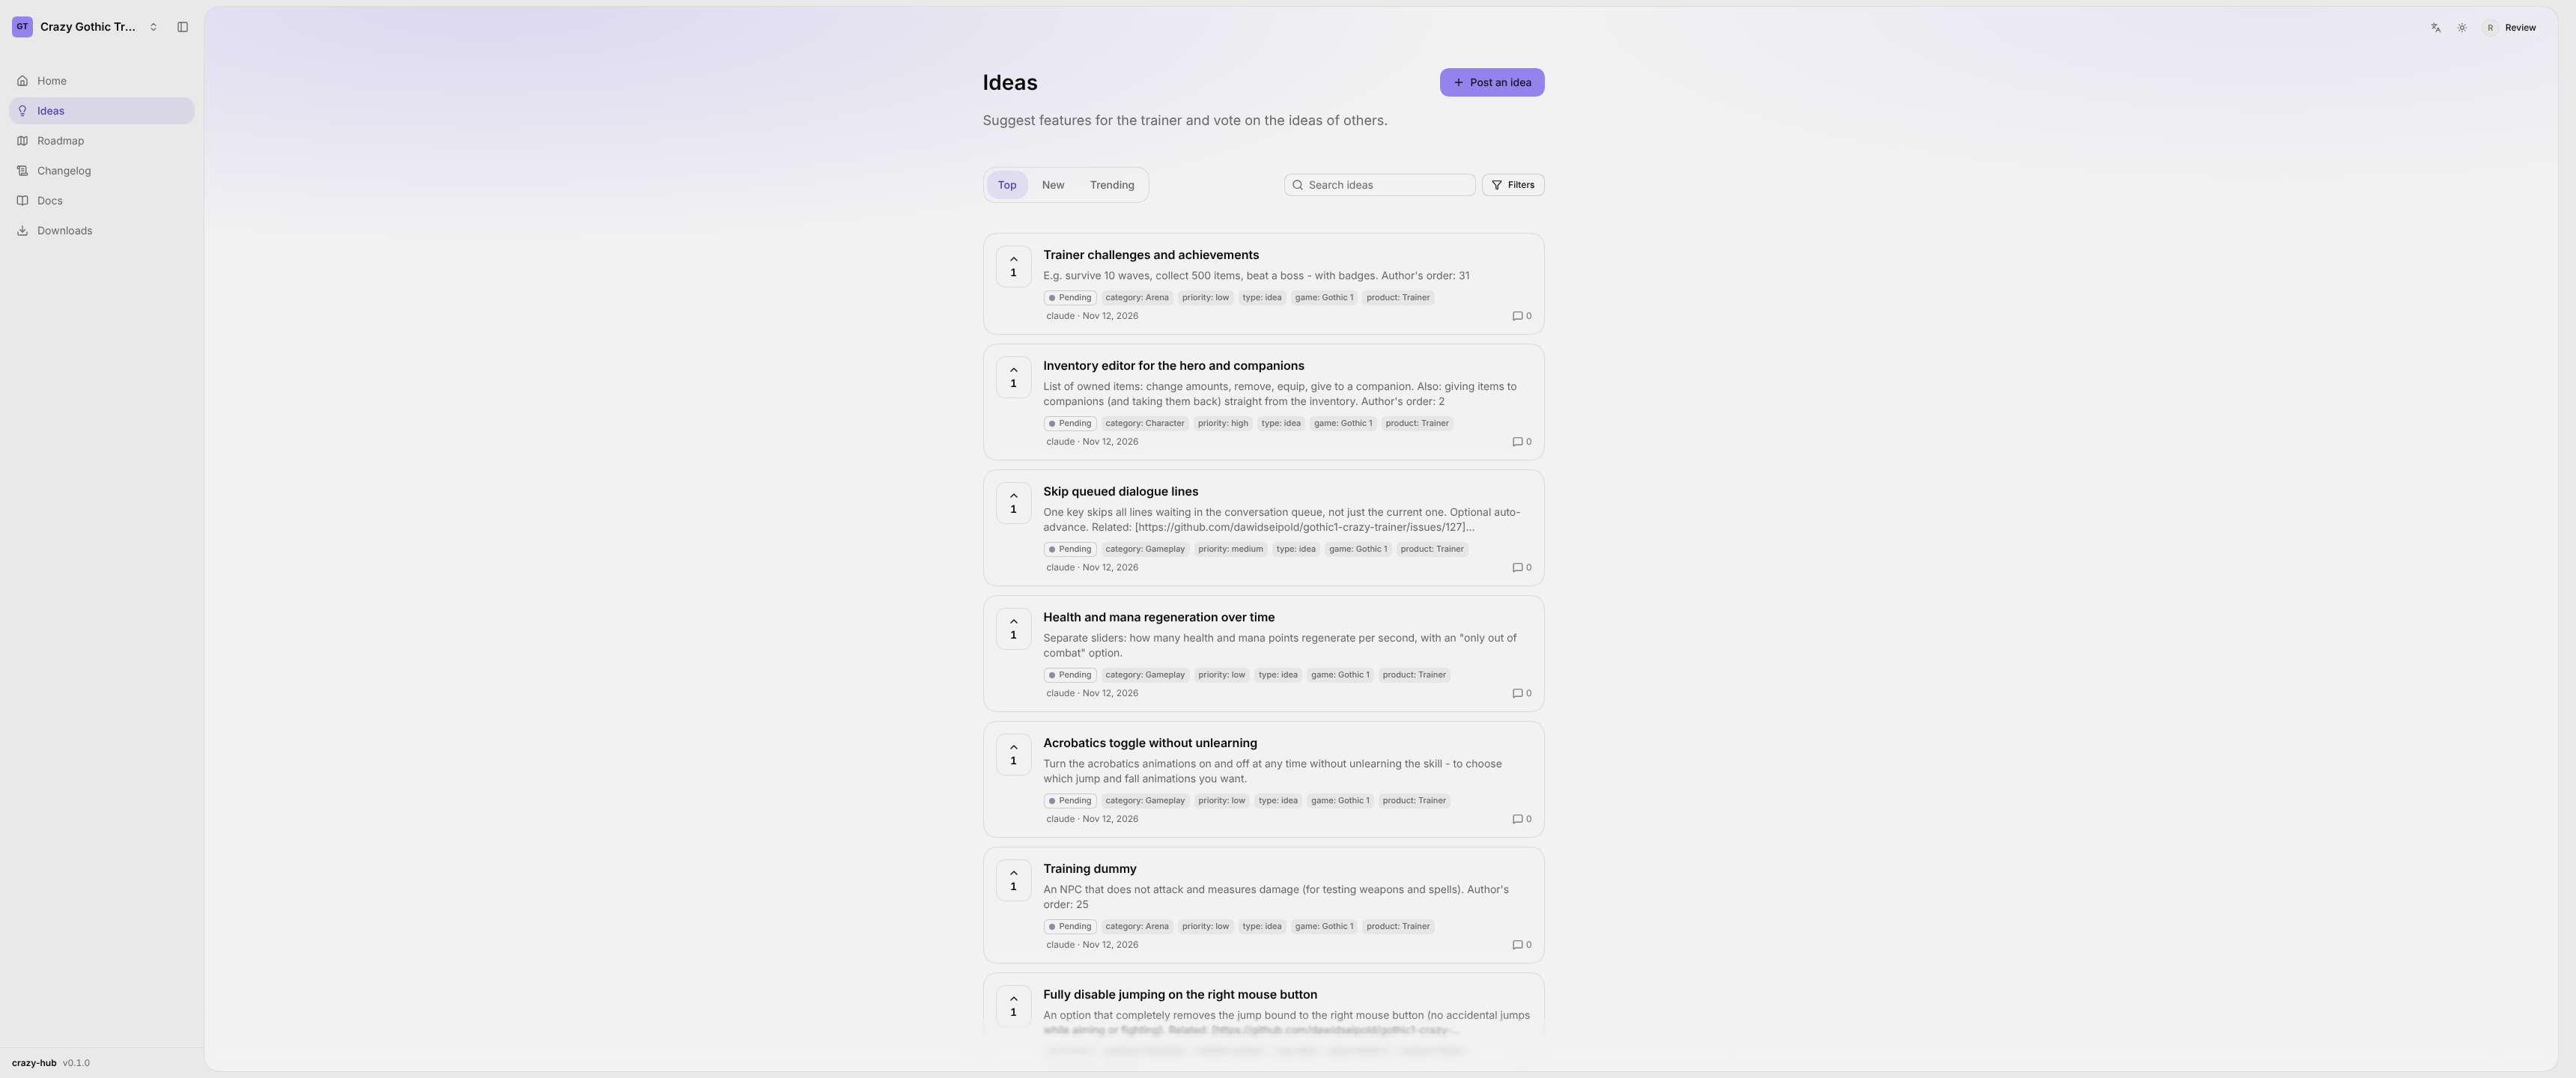 GT Crazy Gothic Tr...
Home
Ideas
Roadmap
Changelog
Docs
Downloads
crazy-hub v0.1.0
R Review
Ideas
Post an idea
Suggest features for the trainer and vote on the ideas of others.
Top New Trending
Search ideas
Filters
1
Trainer challenges and achievements
E.g. survive 10 waves, collect 500 items, beat a boss - with badges. Author's order: 31
Pending category: Arena priority: low type: idea game: Gothic 1 product: Trainer
claude · Nov 12, 2026 0
1
Inventory editor for the hero and companions
List of owned items: change amounts, remove, equip, give to a companion. Also: giving items to
companions (and taking them back) straight from the inventory. Author's order: 2
Pending category: Character priority: high type: idea game: Gothic 1 product: Trainer
claude · Nov 12, 2026 0
1
Skip queued dialogue lines
One key skips all lines waiting in the conversation queue, not just the current one. Optional auto-
advance. Related: [https://github.com/dawidseipold/gothic1-crazy-trainer/issues/127]...
Pending category: Gameplay priority: medium type: idea game: Gothic 1 product: Trainer
claude · Nov 12, 2026 0
1
Health and mana regeneration over time
Separate sliders: how many health and mana points regenerate per second, with an "only out of
combat" option.
Pending category: Gameplay priority: low type: idea game: Gothic 1 product: Trainer
claude · Nov 12, 2026 0
1
Acrobatics toggle without unlearning
Turn the acrobatics animations on and off at any time without unlearning the skill - to choose
which jump and fall animations you want.
Pending category: Gameplay priority: low type: idea game: Gothic 1 product: Trainer
claude · Nov 12, 2026 0
1
Training dummy
An NPC that does not attack and measures damage (for testing weapons and spells). Author's
order: 25
Pending category: Arena priority: low type: idea game: Gothic 1 product: Trainer
claude · Nov 12, 2026 0
1
Fully disable jumping on the right mouse button
An option that completely removes the jump bound to the right mouse button (no accidental jumps
while aiming or fighting). Related: [https://github.com/dawidseipold/gothic1-crazy-...